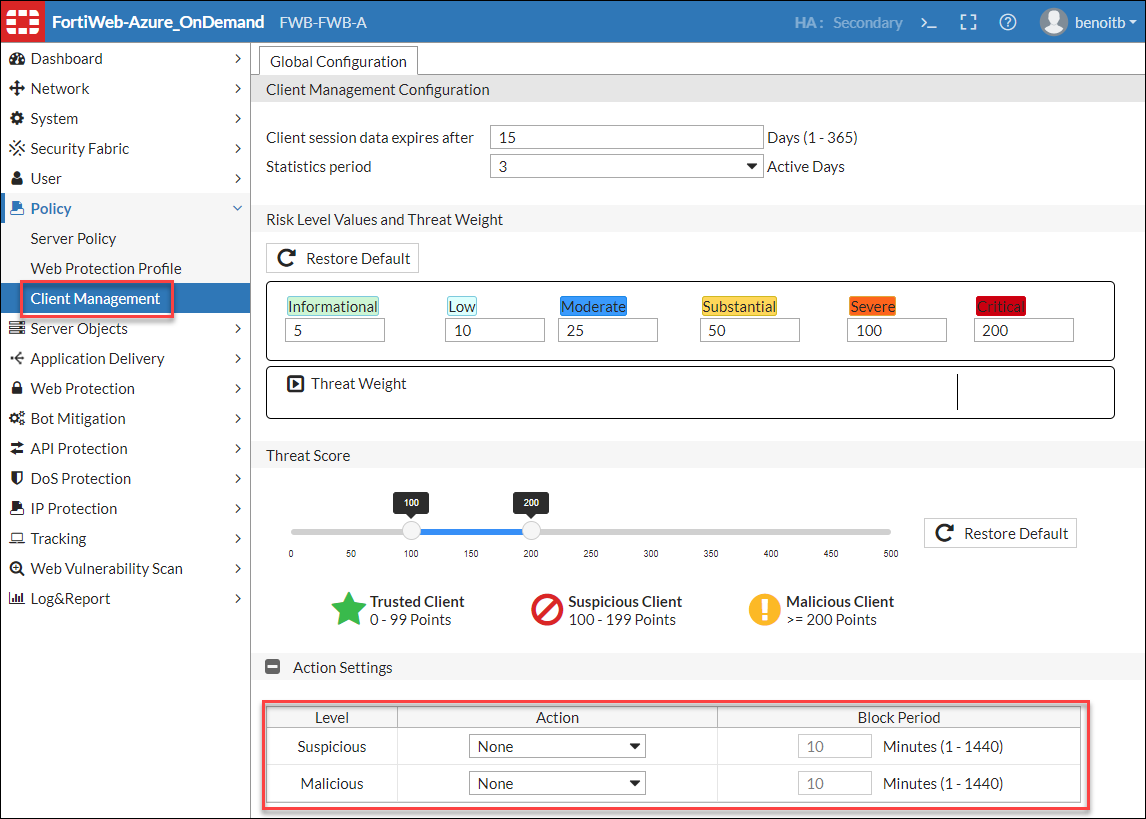 FortiWeb-Azure_OnDemand FWB-FWB-A HA: Secondary >_ benoitb
Dashboard
Network
System
Security Fabric
User
Policy
Server Policy
Web Protection Profile
Client Management
Server Objects
Application Delivery
Web Protection
Bot Mitigation
API Protection
DoS Protection
IP Protection
Tracking
Web Vulnerability Scan
Log&Report
Global Configuration
Client Management Configuration
Client session data expires after 15 Days (1 - 365)
Statistics period 3 Active Days
Risk Level Values and Threat Weight
Restore Default
Informational Low Moderate Substantial Severe Critical
5 10 25 50 100 200
Threat Weight
Threat Score
100 200
0 50 100 150 200 250 300 350 400 450 500
Restore Default
Trusted Client Suspicious Client Malicious Client
0 - 99 Points 100 - 199 Points >= 200 Points
Action Settings
Level Action Block Period
Suspicious None 10 Minutes (1 - 1440)
Malicious None 10 Minutes (1 - 1440)